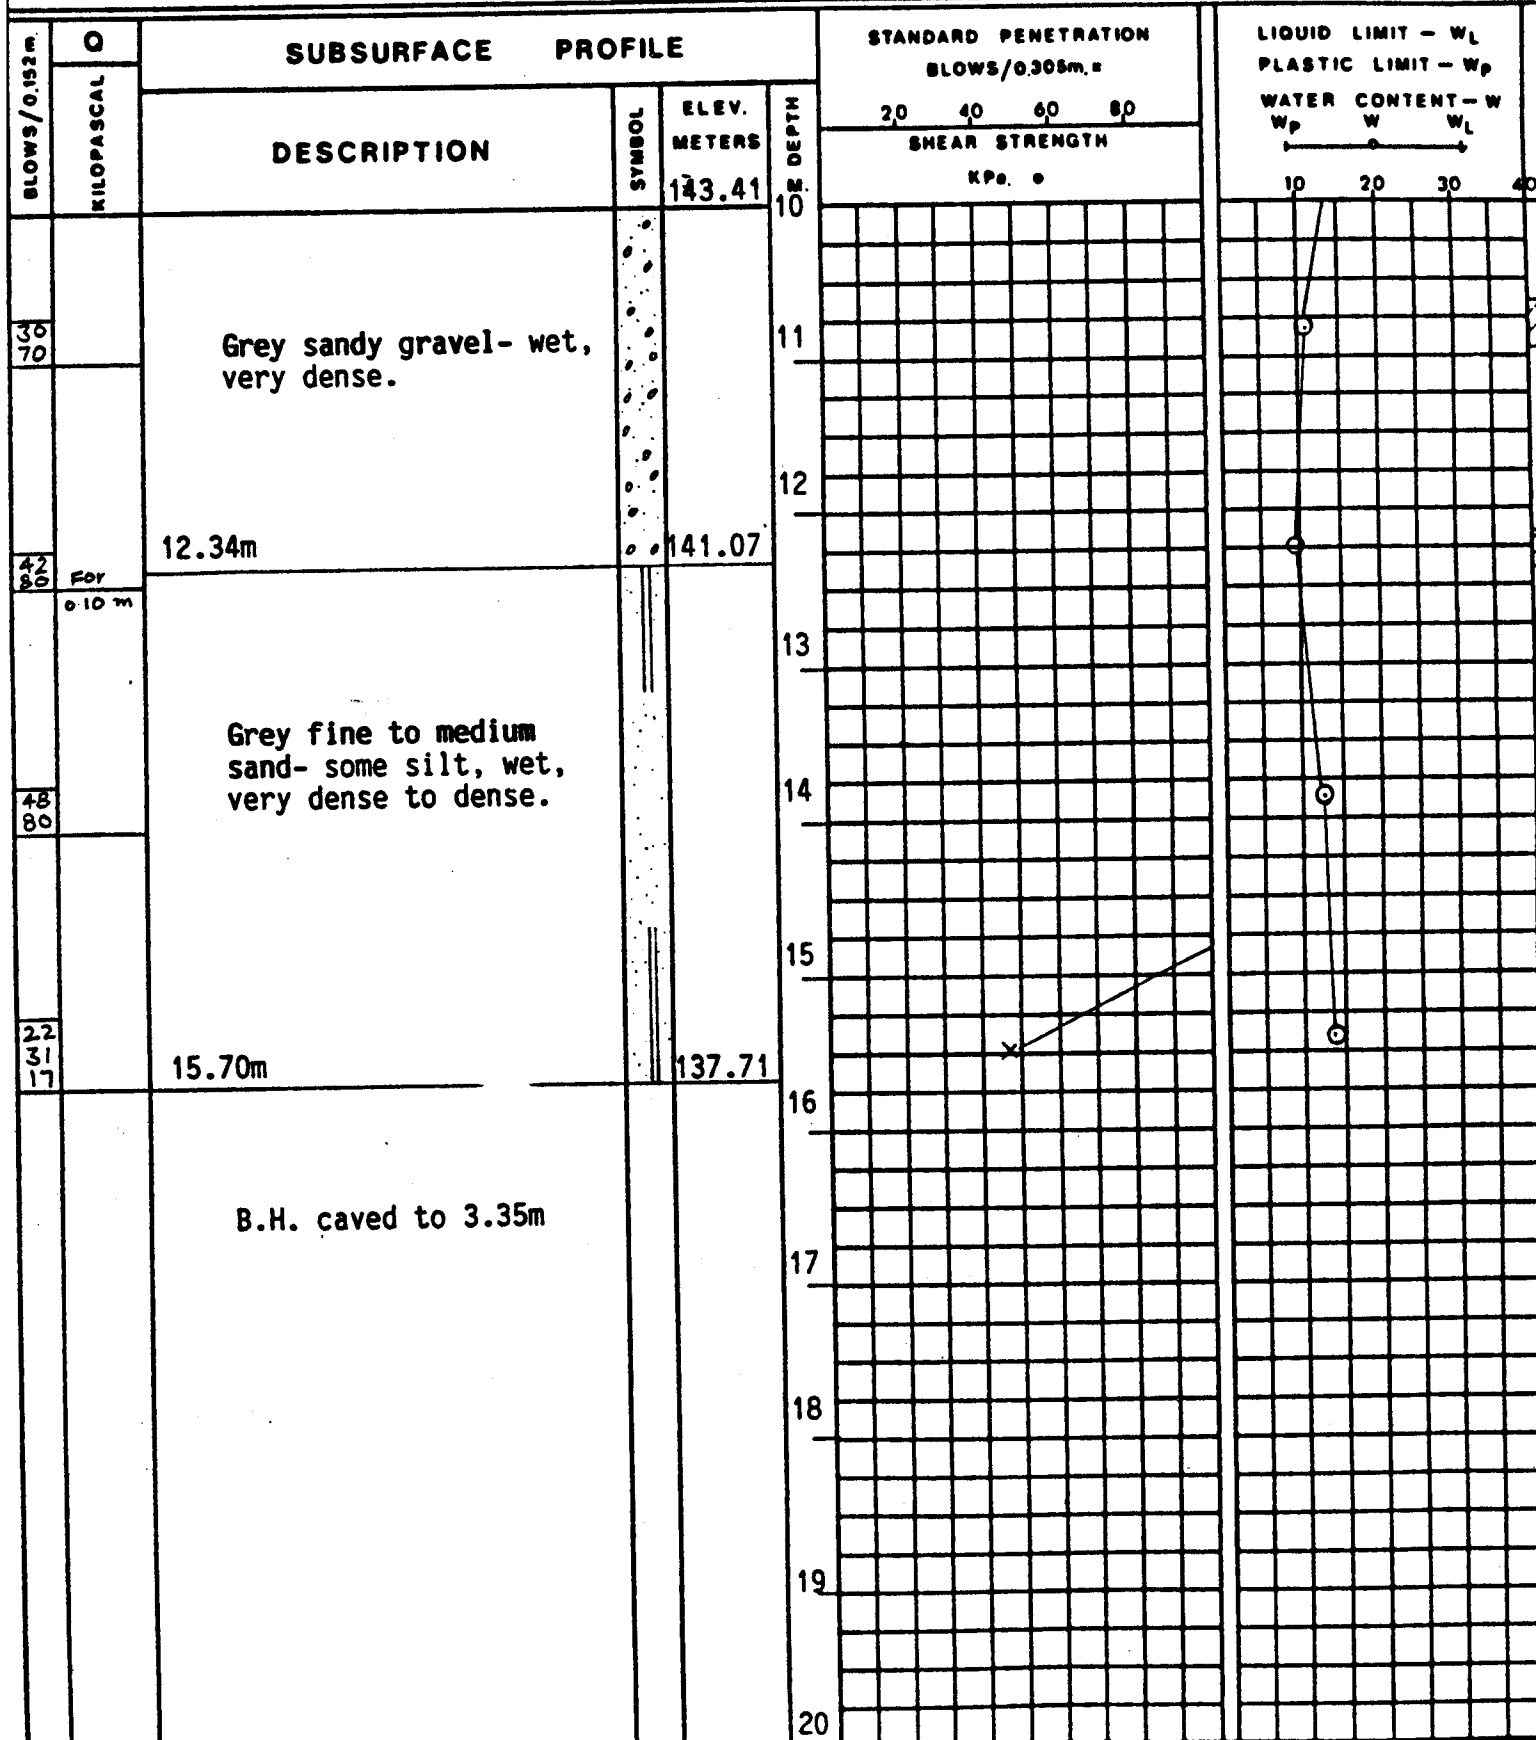 BLOWS/0.152m.
Q
KILOPASCAL
SUBSURFACE PROFILE
DESCRIPTION
SYMBOL
ELEV.
METERS
143.41
M. DEPTH
STANDARD PENETRATION
BLOWS/0.305m.
20 40 60 80
SHEAR STRENGTH
KPa. •
LIQUID LIMIT – WL
PLASTIC LIMIT – Wp
WATER CONTENT – W
Wp W WL
10 20 30 40
10
30
70
Grey sandy gravel- wet,
very dense.
11
12
12.34m
141.07
42
80
For
0.10 m
13
Grey fine to medium
sand- some silt, wet,
very dense to dense.
14
48
80
15
22
31
17
15.70m
137.71
16
B.H. caved to 3.35m
17
18
19
20